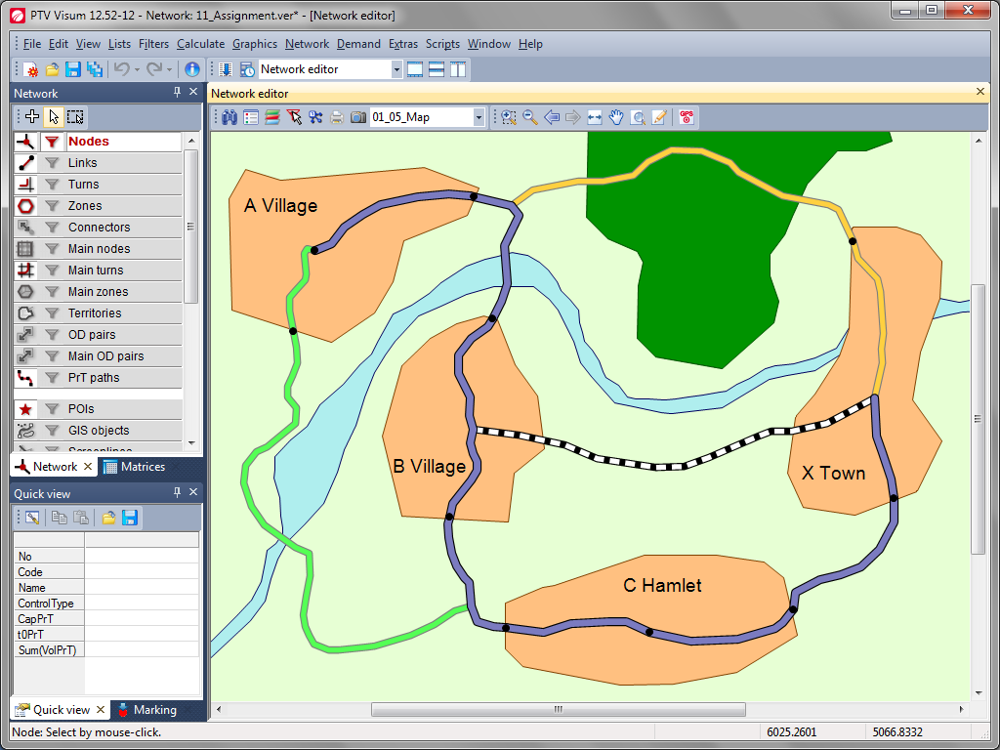 PTV Visum 12.52-12 - Network: 11_Assignment.ver* - [Network editor]
File Edit View Lists Filters Calculate Graphics Network Demand Extras Scripts Window Help
Network editor
Network
Network editor
01_05_Map
GPS
Nodes
Links
Turns
Zones
Connectors
Main nodes
Main turns
Main zones
Territories
OD pairs
Main OD pairs
PrT paths
POIs
GIS objects
Screenlines
Network
Matrices
Quick view
No
Code
Name
ControlType
CapPrT
t0PrT
Sum(VolPrT)
Quick view
Marking
A Village
B Village
X Town
C Hamlet
Node: Select by mouse-click.
6025.2601
5066.8332